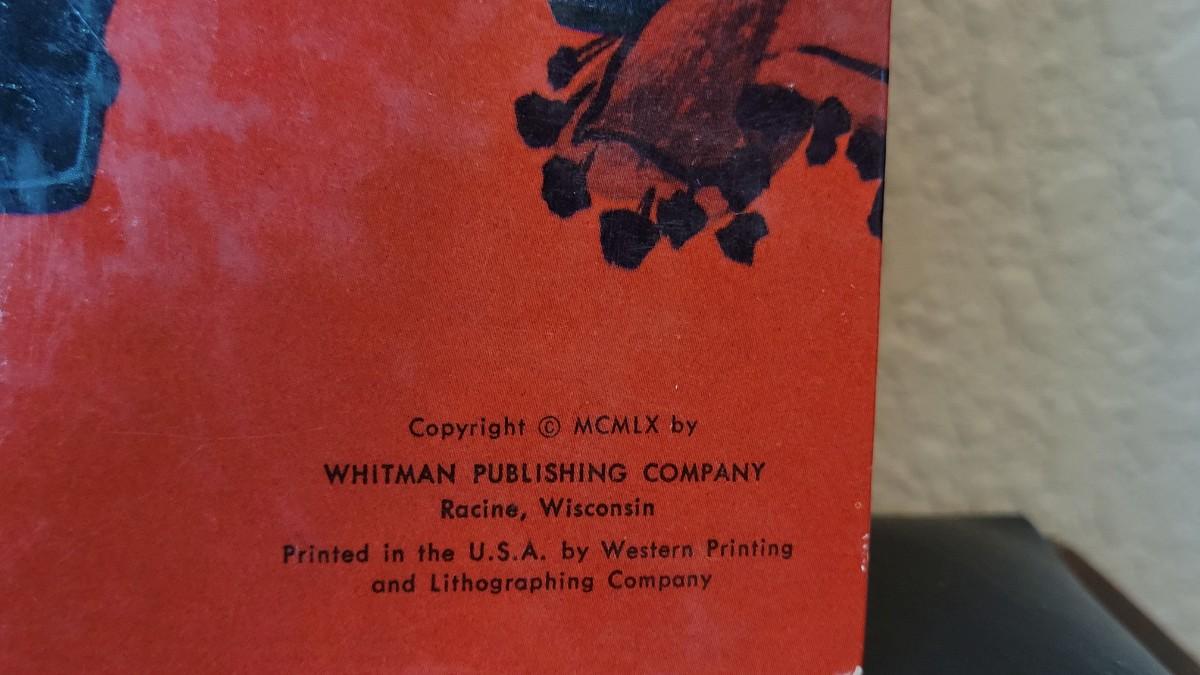 Copyright © MCMLX by
WHITMAN PUBLISHING COMPANY
Racine, Wisconsin
Printed in the U.S.A. by Western Printing
and Lithographing Company